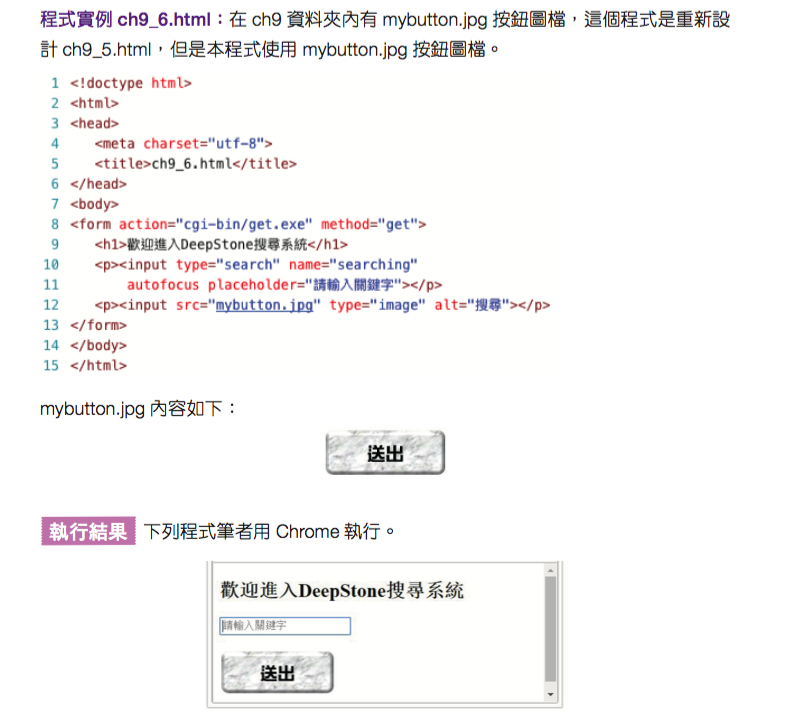 程式實例 ch9_6.html：在 ch9 資料夾內有 mybutton.jpg 按鈕圖檔，這個程式是重新設
計 ch9_5.html，但是本程式使用 mybutton.jpg 按鈕圖檔。
1 <!doctype html>
2 <html>
3 <head>
4 <meta charset="utf-8">
5 <title>ch9_6.html</title>
6 </head>
7 <body>
8 <form action="cgi-bin/get.exe" method="get">
9 <h1>歡迎進入DeepStone搜尋系統</h1>
10 <p><input type="search" name="searching"
11 autofocus placeholder="請輸入關鍵字"></p>
12 <p><input src="mybutton.jpg" type="image" alt="搜尋"></p>
13 </form>
14 </body>
15 </html>
mybutton.jpg 內容如下：
送出
執行結果 下列程式筆者用 Chrome 執行。
歡迎進入DeepStone搜尋系統
請輸入關鍵字
送出